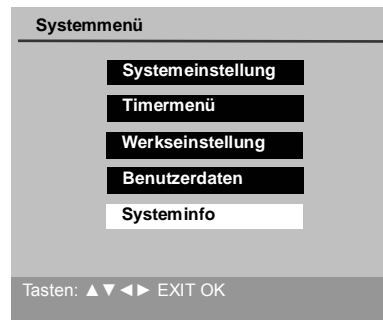 Systemmenü
Systemeinstellung
Timermenü
Werkseinstellung
Benutzerdaten
Systeminfo
Tasten: ▲▼◄► EXIT OK